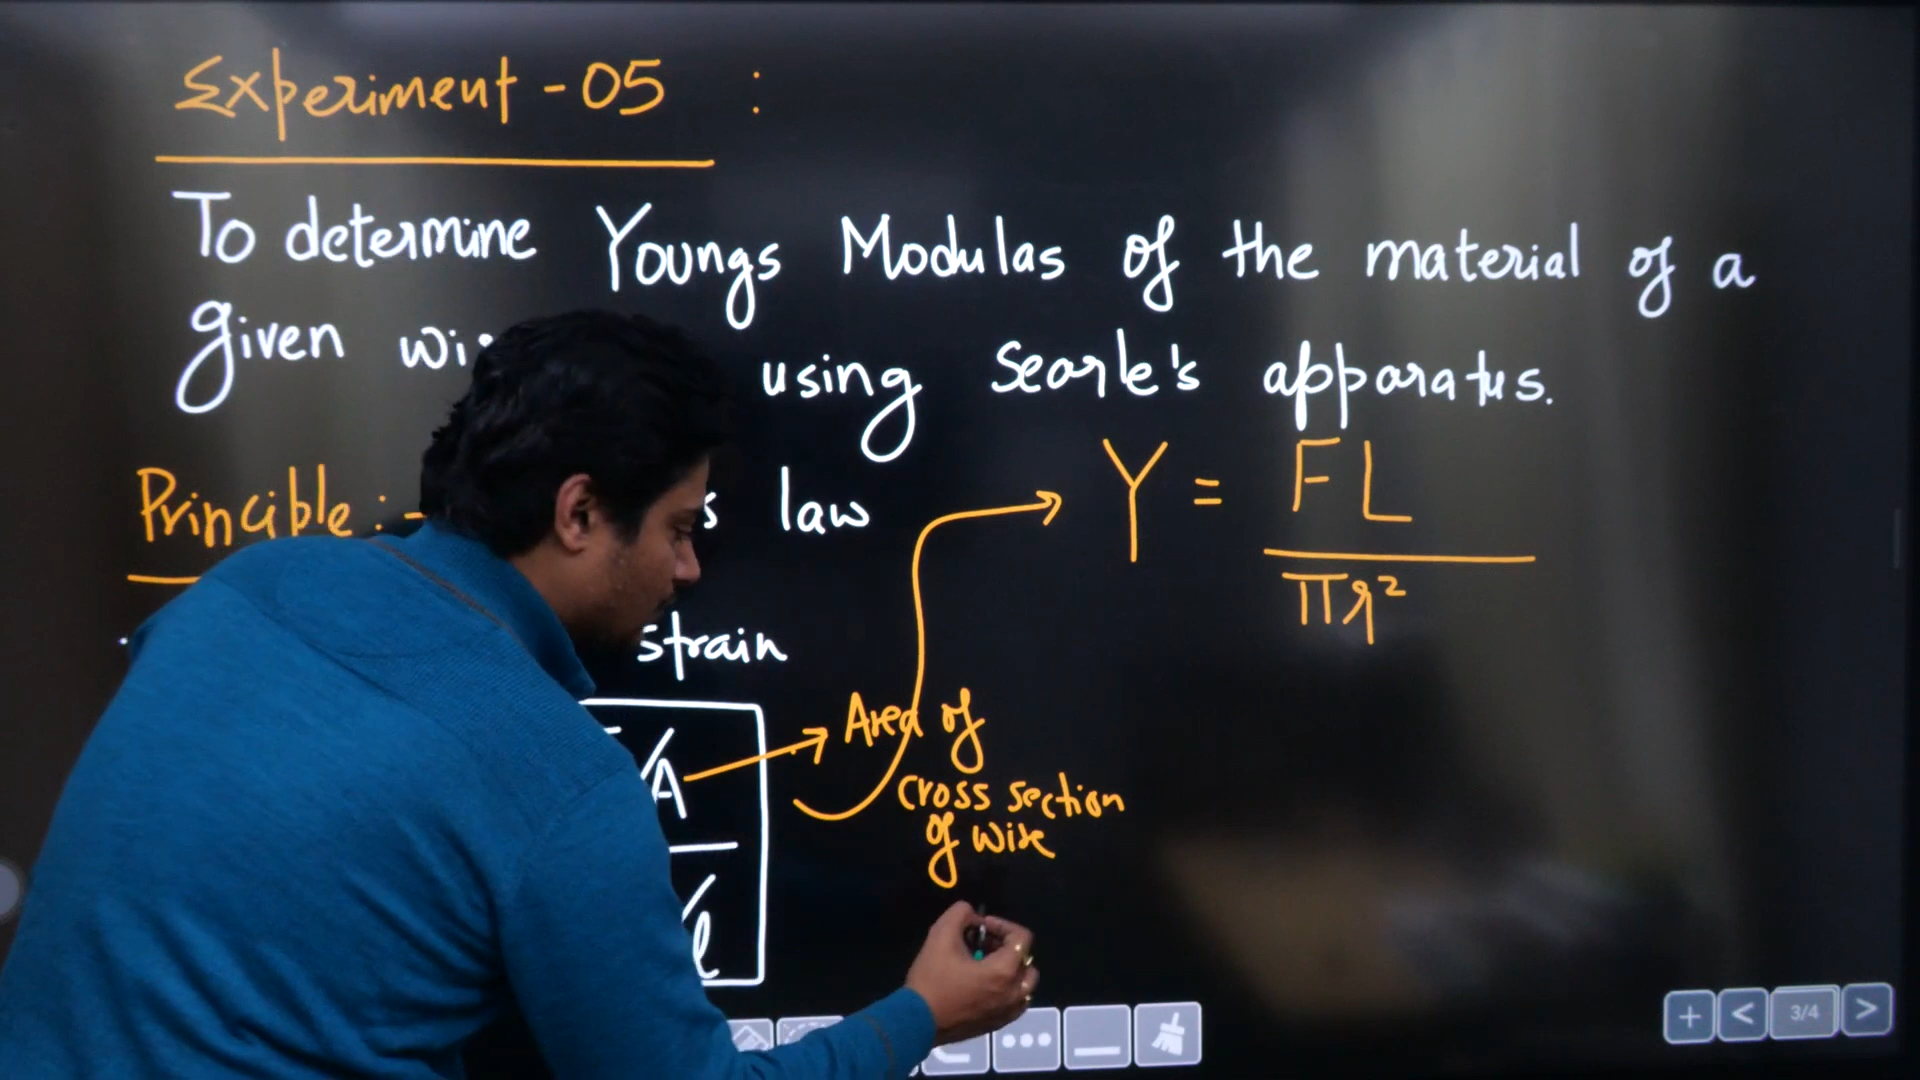 Experiment - 05 :
To determine Youngs Modulas of the material of a
given using Searle's apparatus.
Principle :- law
strain
Y = FL
πr²
A
Area of
cross section
of wire
l
3/4